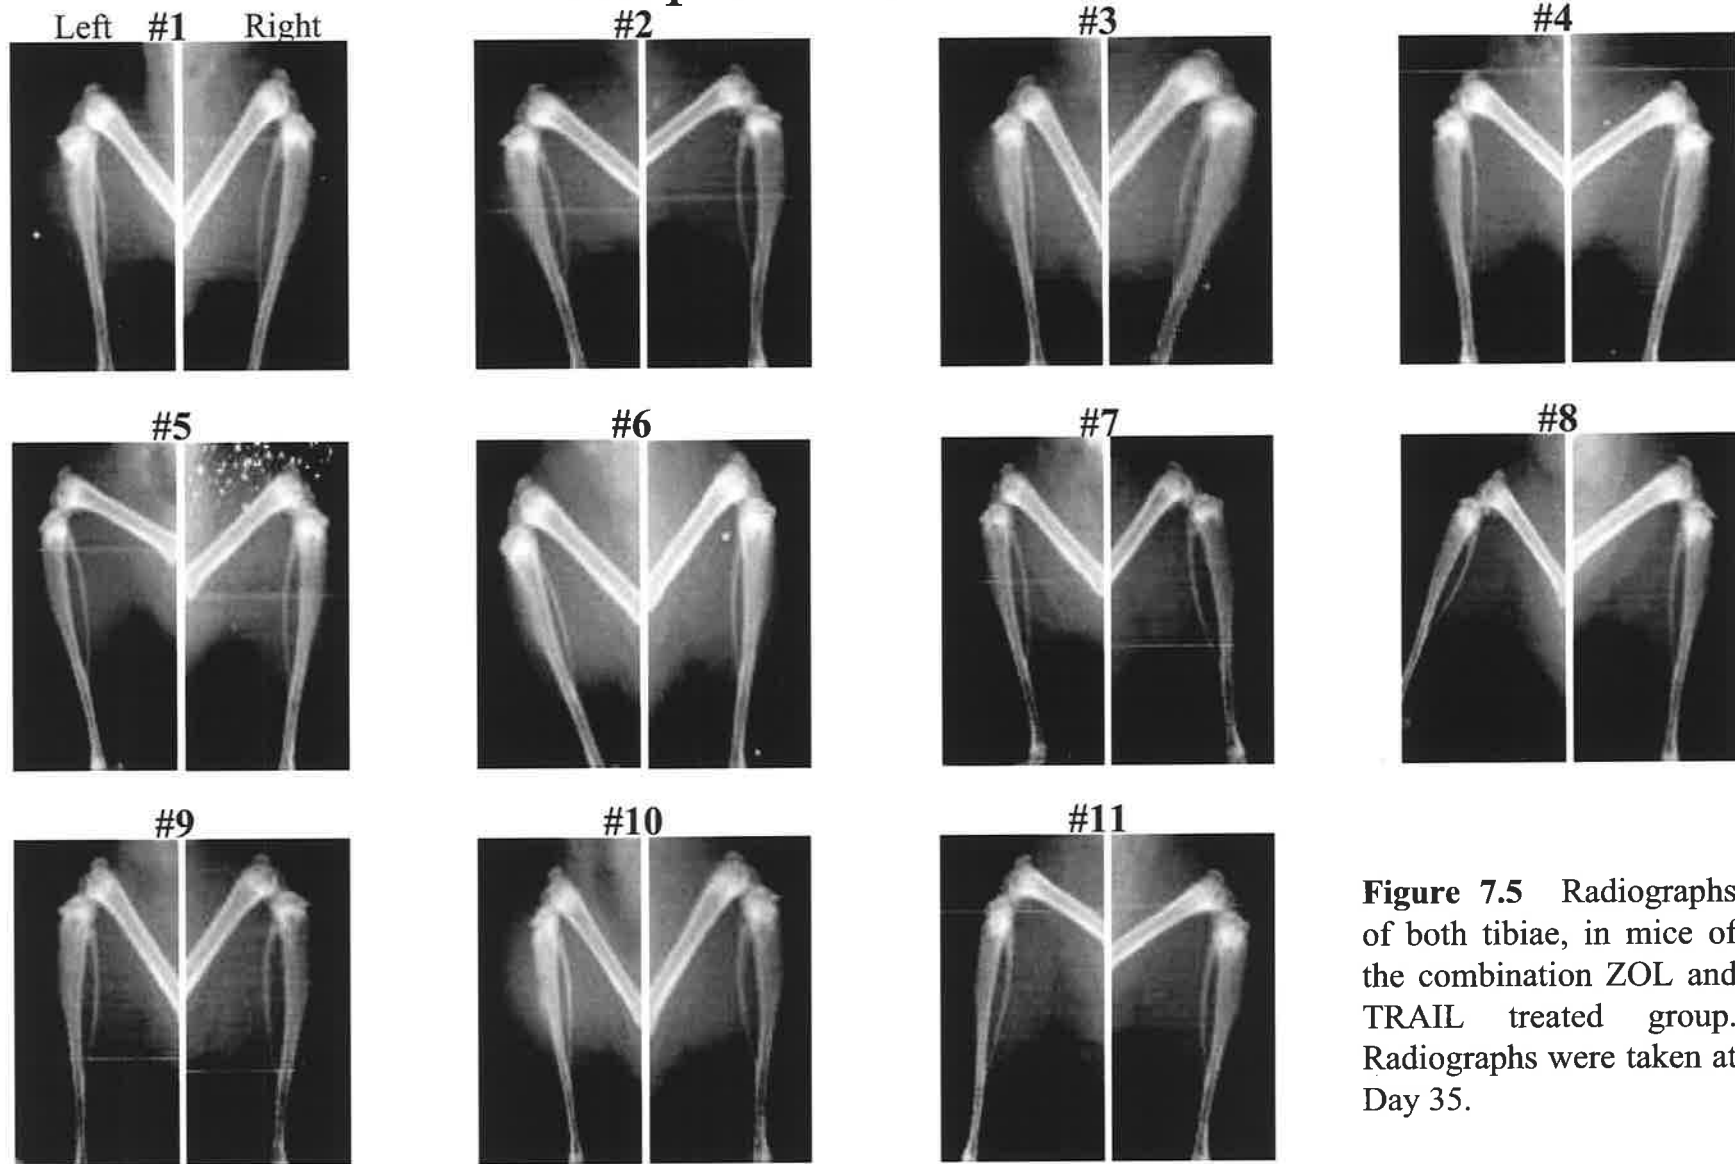 Left #1 Right
#2
#3
#4
#5
#6
#7
#8
#9
#10
#11
Figure 7.5 Radiographs
of both tibiae, in mice of
the combination ZOL and
TRAIL treated group.
Radiographs were taken at
Day 35.